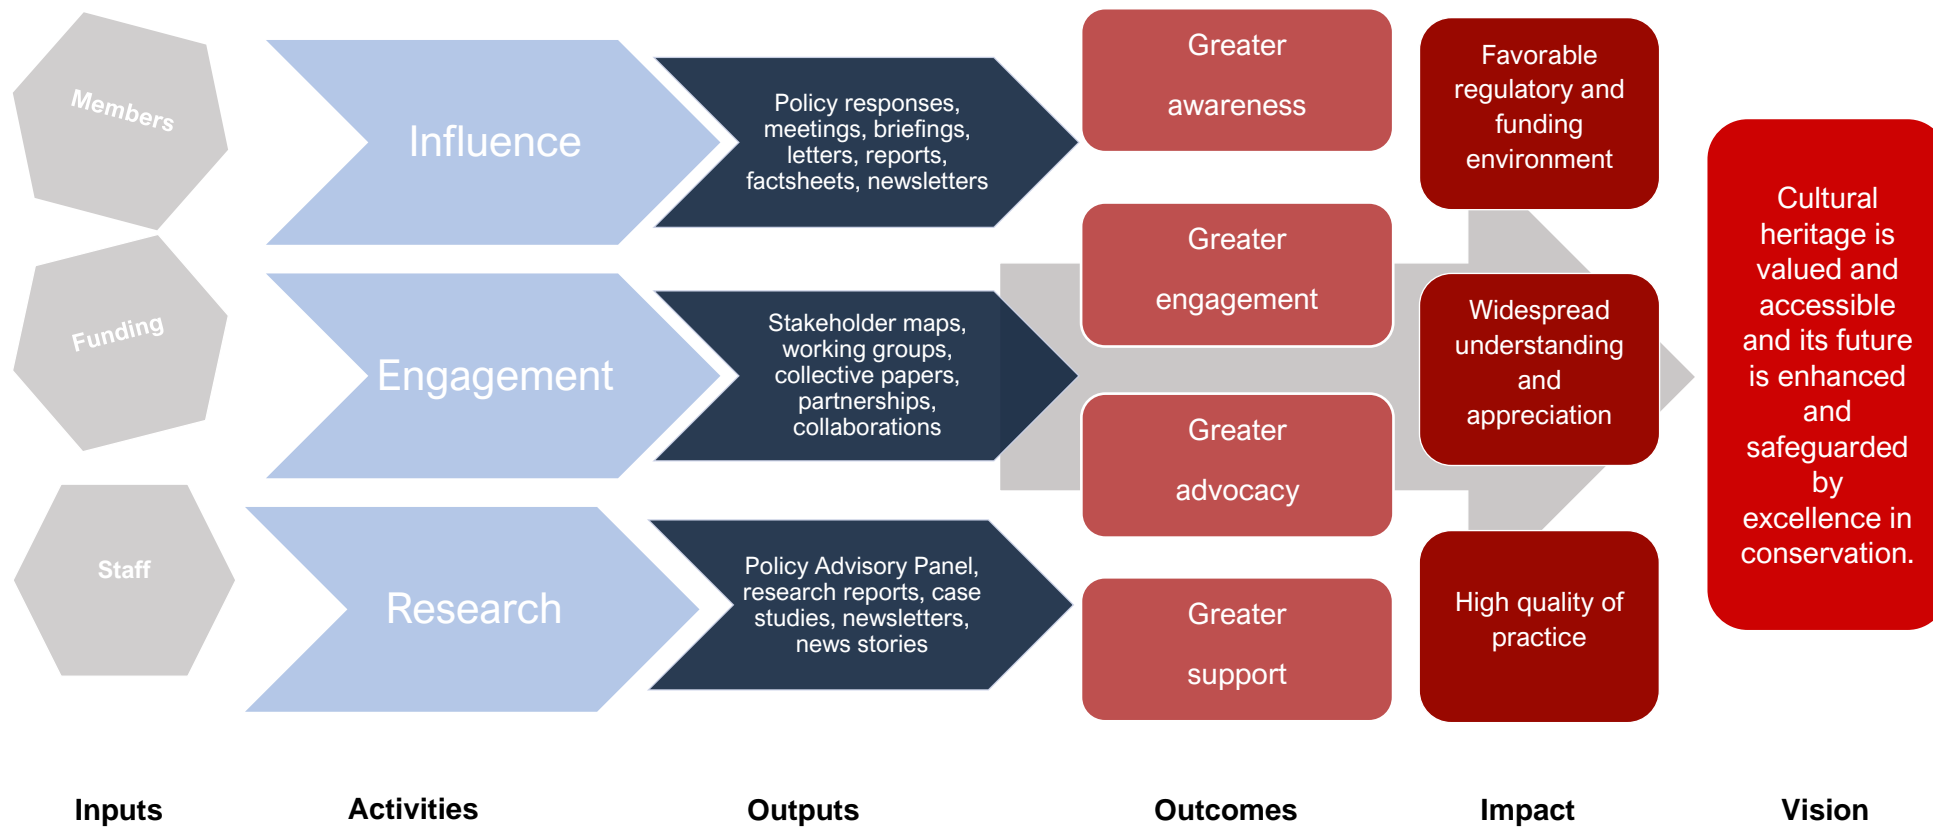 Members
Funding
Staff
Influence
Engagement
Research
Policy responses,
meetings, briefings,
letters, reports,
factsheets, newsletters
Stakeholder maps,
working groups,
collective papers,
partnerships,
collaborations
Policy Advisory Panel,
research reports, case
studies, newsletters,
news stories
Greater
awareness
Greater
engagement
Greater
advocacy
Greater
support
Favorable
regulatory and
funding
environment
Widespread
understanding
and
appreciation
High quality of
practice
Cultural
heritage is
valued and
accessible
and its future
is enhanced
and
safeguarded
by
excellence in
conservation.
Inputs
Activities
Outputs
Outcomes
Impact
Vision